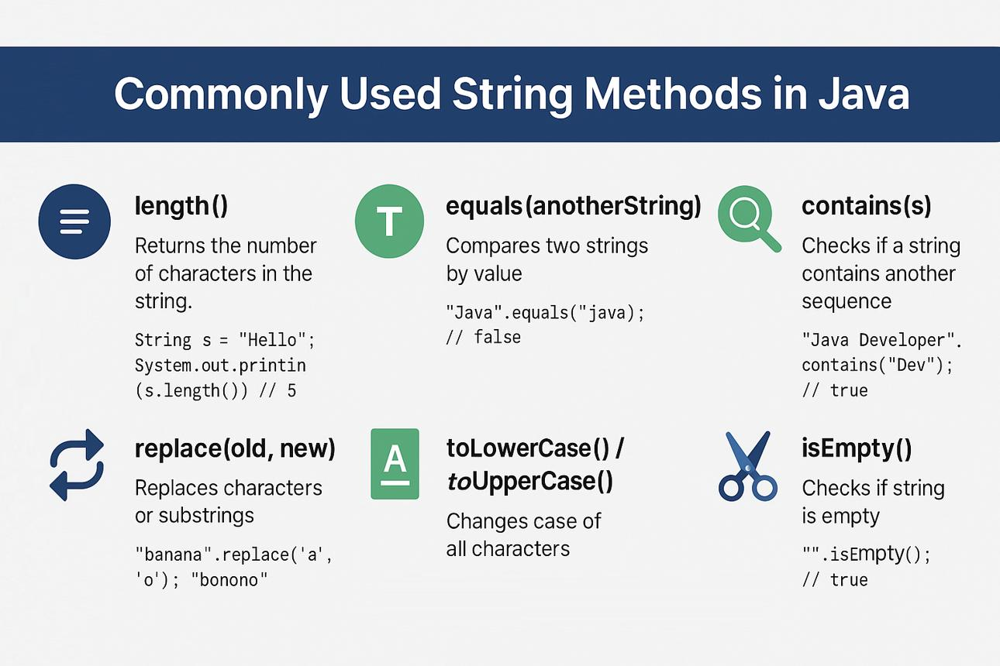 Commonly Used String Methods in Java
length()
Returns the number
of characters in the
string.
String s = "Hello";
System.out.printin
(s.length()) // 5
equals(anotherString)
Compares two strings
by value
"Java".equals("java);
// false
contains(s)
Checks if a string
contains another
sequence
"Java Developer".
contains("Dev");
// true
replace(old, new)
Replaces characters
or substrings
"banana".replace('a',
'o'); "bonono"
A
toLowerCase() /
toUpperCase()
Changes case of
all characters
isEmpty()
Checks if string
is empty
"".isEmpty();
// true
T